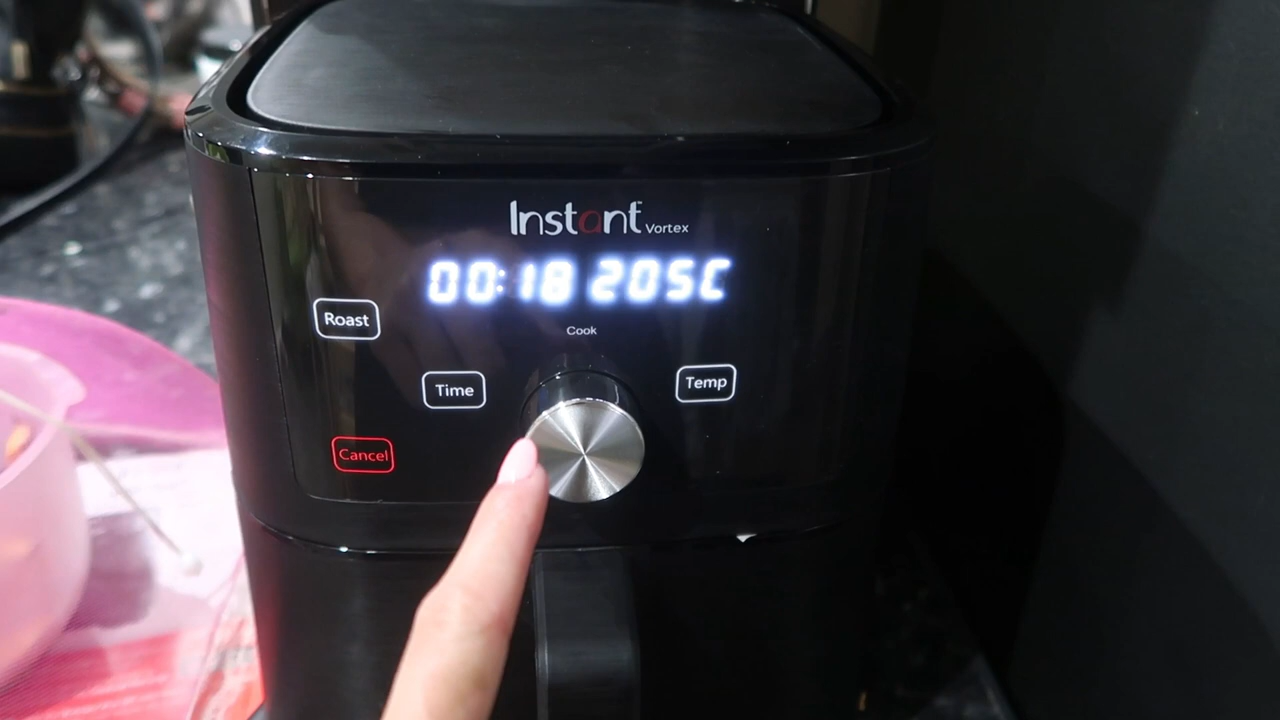 Instant Vortex
00:18 205C
Roast
Cook
Time
Temp
Cancel